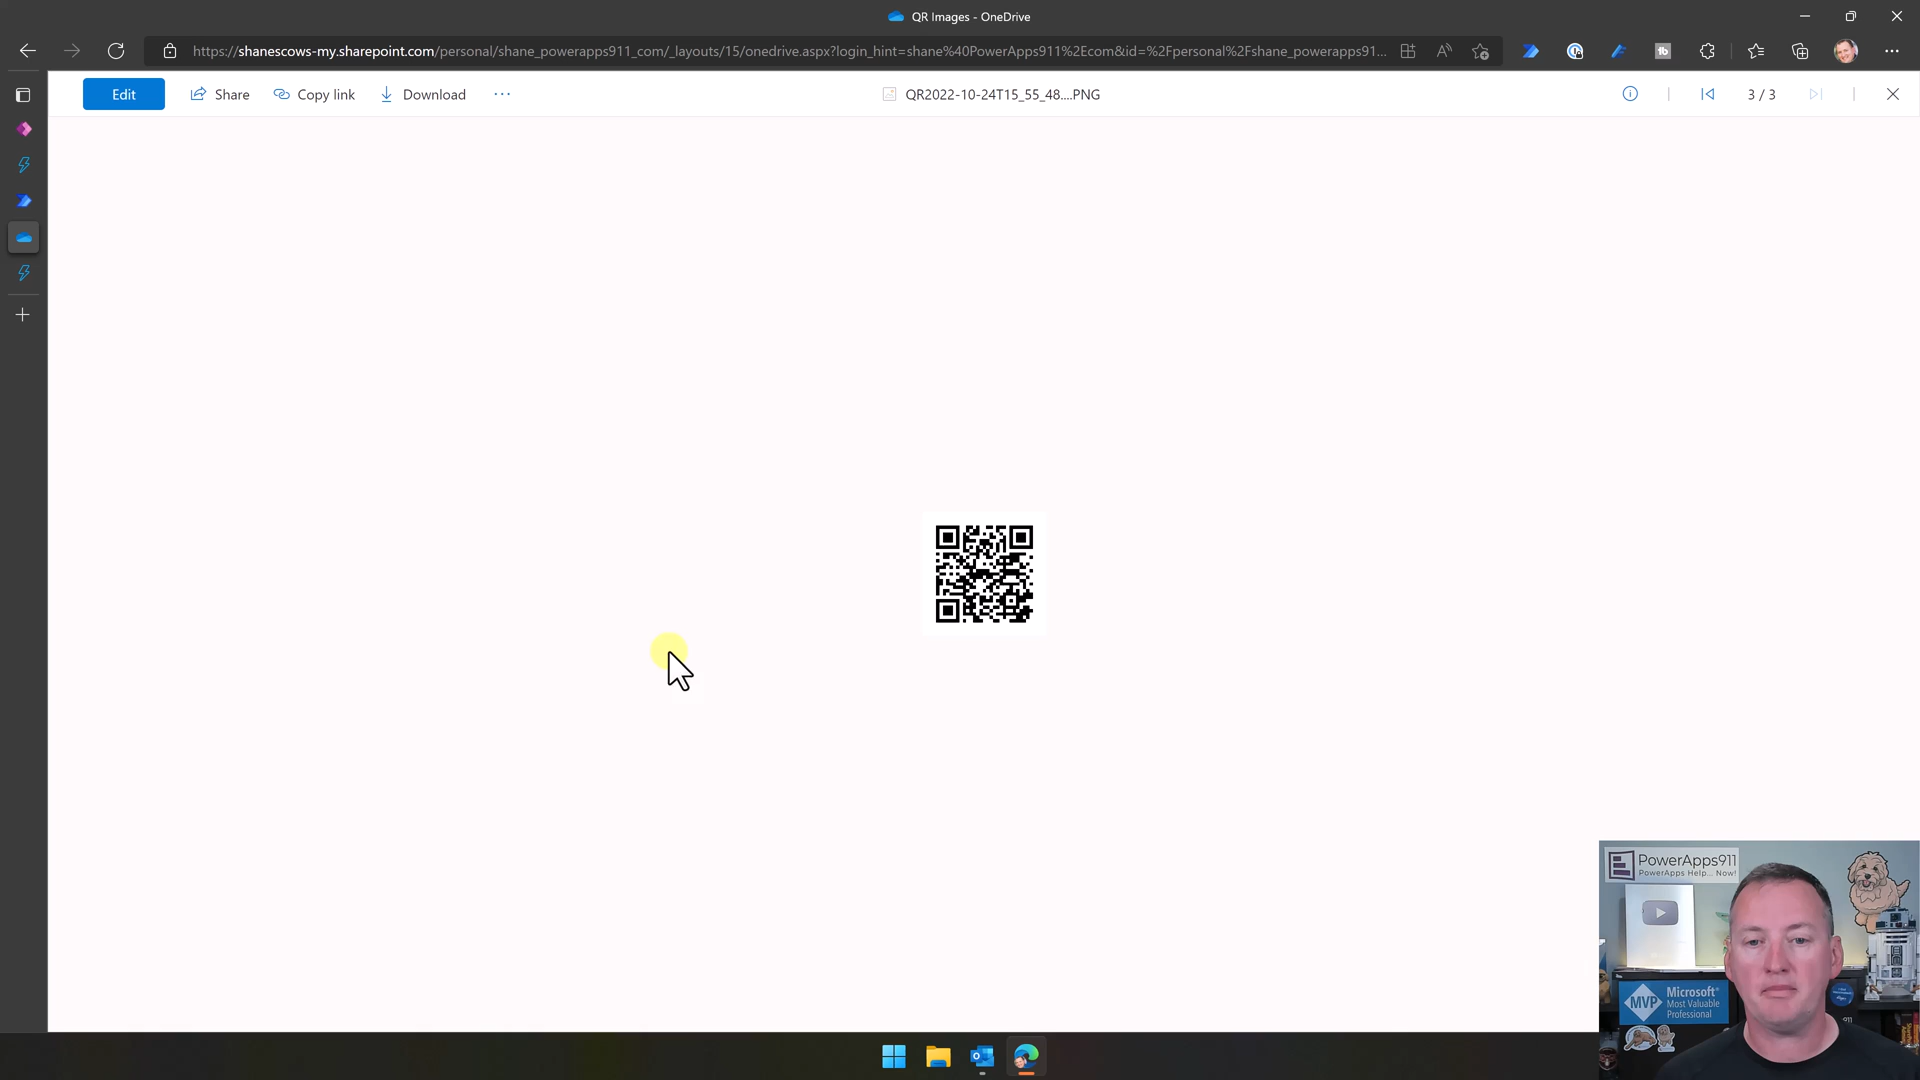 QR Images - OneDrive
https://shanescows-my.sharepoint.com/personal/shane_powerapps911_com/_layouts/15/onedrive.aspx?login_hint=shane%40PowerApps911%2Ecom&id=%2Fpersonal%2Fshane_powerapps91...
Edit
Share
Copy link
Download
QR2022-10-24T15_55_48....PNG
3 / 3
PowerApps911
PowerApps Help... Now!
MVP
Microsoft
Most Valuable
Professional